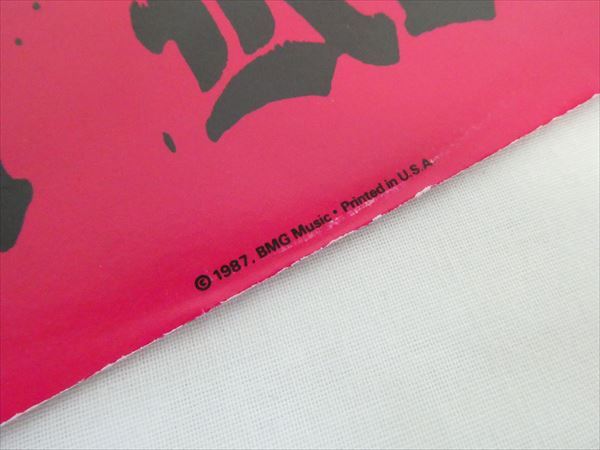 © 1987, BMG Music • Printed in U.S.A.